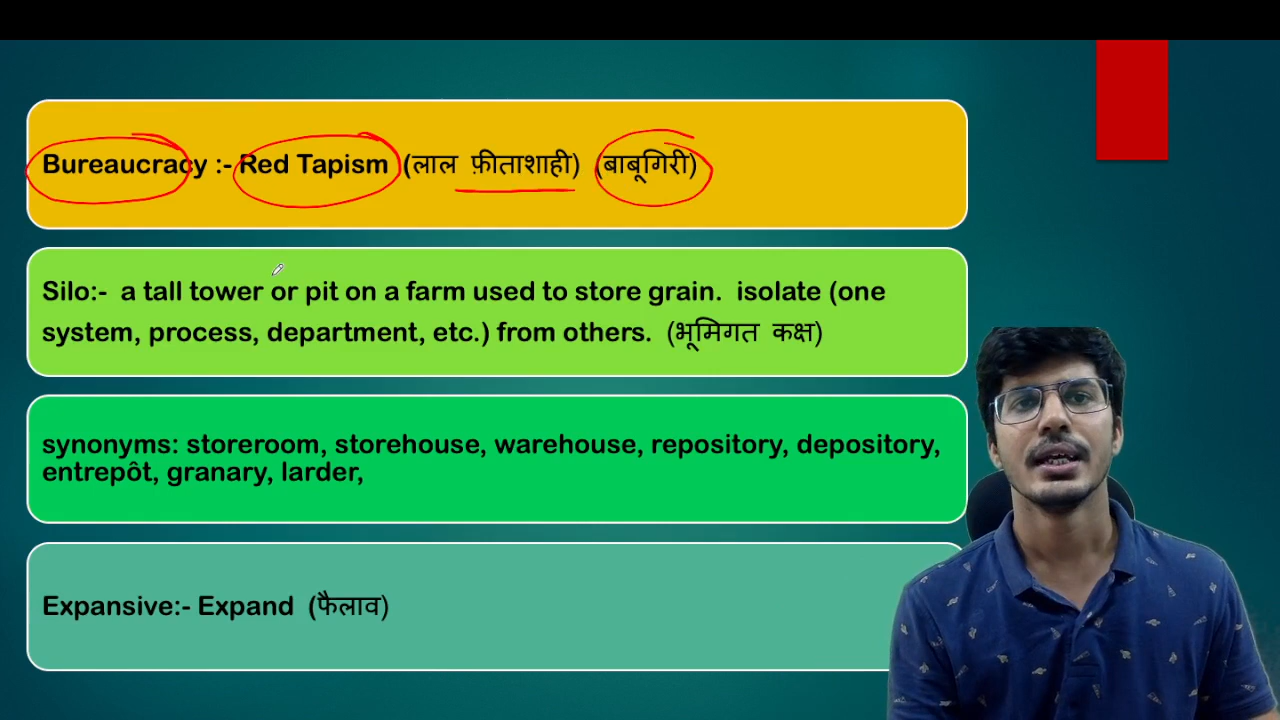 Bureaucracy :- Red Tapism (लाल फ़ीताशाही) (बाबूगिरी)
Silo:- a tall tower or pit on a farm used to store grain. isolate (one
system, process, department, etc.) from others. (भूमिगत कक्ष)
synonyms: storeroom, storehouse, warehouse, repository, depository,
entrepôt, granary, larder,
Expansive:- Expand (फैलाव)